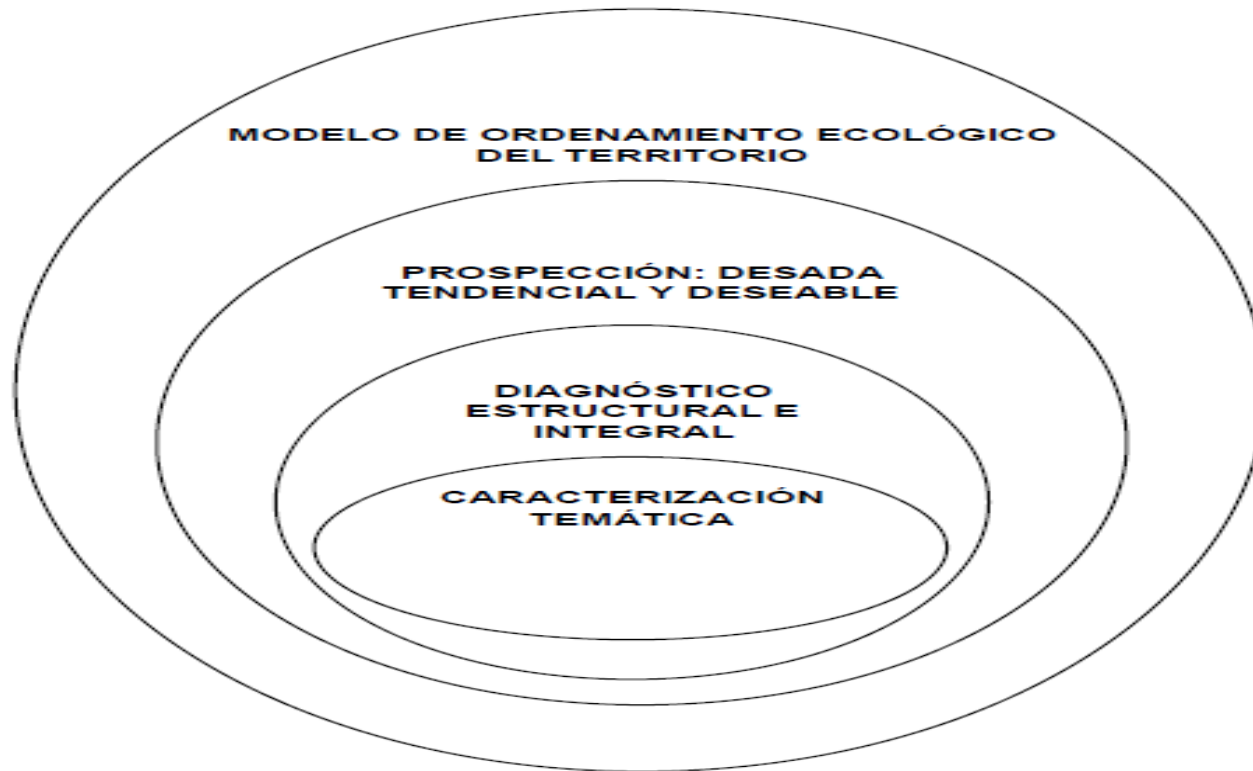 MODELO DE ORDENAMIENTO ECOLÓGICO
DEL TERRITORIO
PROSPECCIÓN: DESADA
TENDENCIAL Y DESEABLE
DIAGNÓSTICO
ESTRUCTURAL E
INTEGRAL
CARACTERIZACIÓN
TEMÁTICA